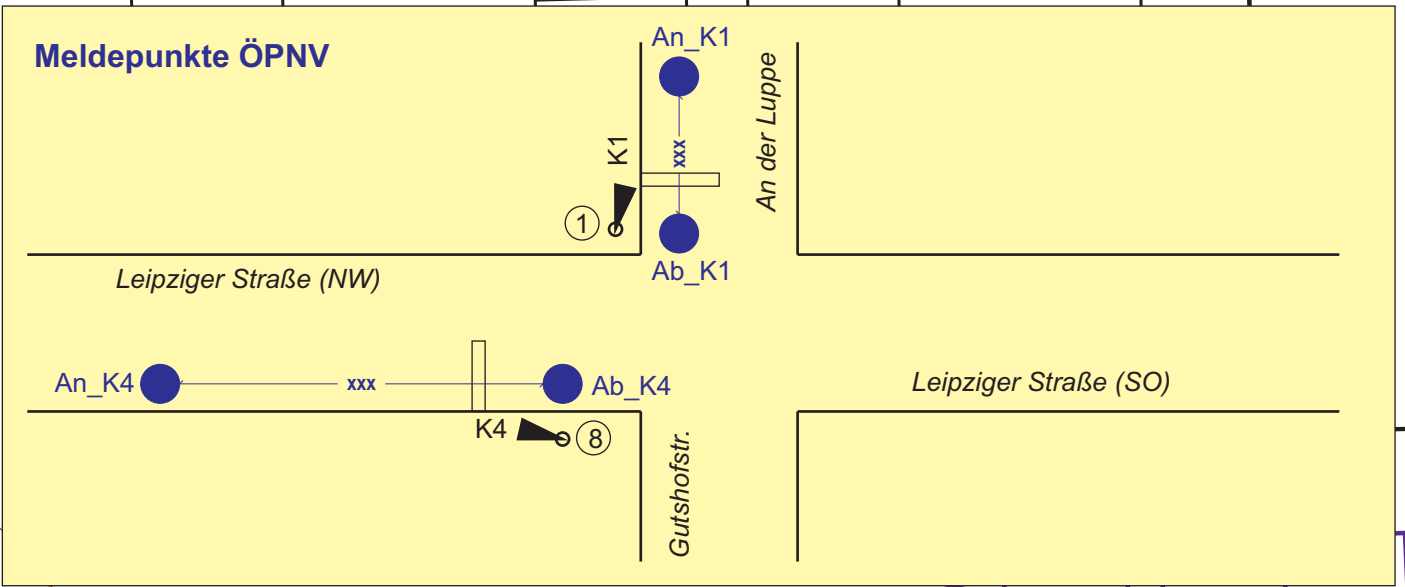 Meldepunkte ÖPNV
An_K1
An der Luppe
K1
xxx
1
Ab_K1
Leipziger Straße (NW)
An_K4
xxx
Ab_K4
Leipziger Straße (SO)
K4
8
Gutshofstr.